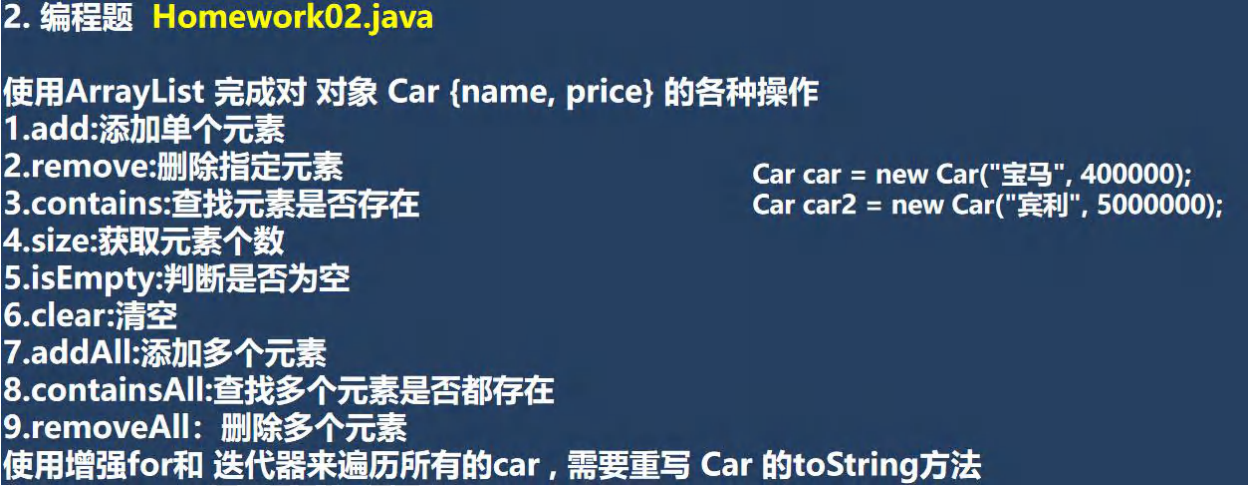 2. 编程题 Homework02.java
使用ArrayList 完成对 对象 Car {name, price} 的各种操作
1.add:添加单个元素
2.remove:删除指定元素
3.contains:查找元素是否存在
4.size:获取元素个数
5.isEmpty:判断是否为空
6.clear:清空
7.addAll:添加多个元素
8.containsAll:查找多个元素是否都存在
9.removeAll：删除多个元素
使用增强for和 迭代器来遍历所有的car , 需要重写 Car 的toString方法
Car car = new Car("宝马", 400000);
Car car2 = new Car("宾利", 5000000);